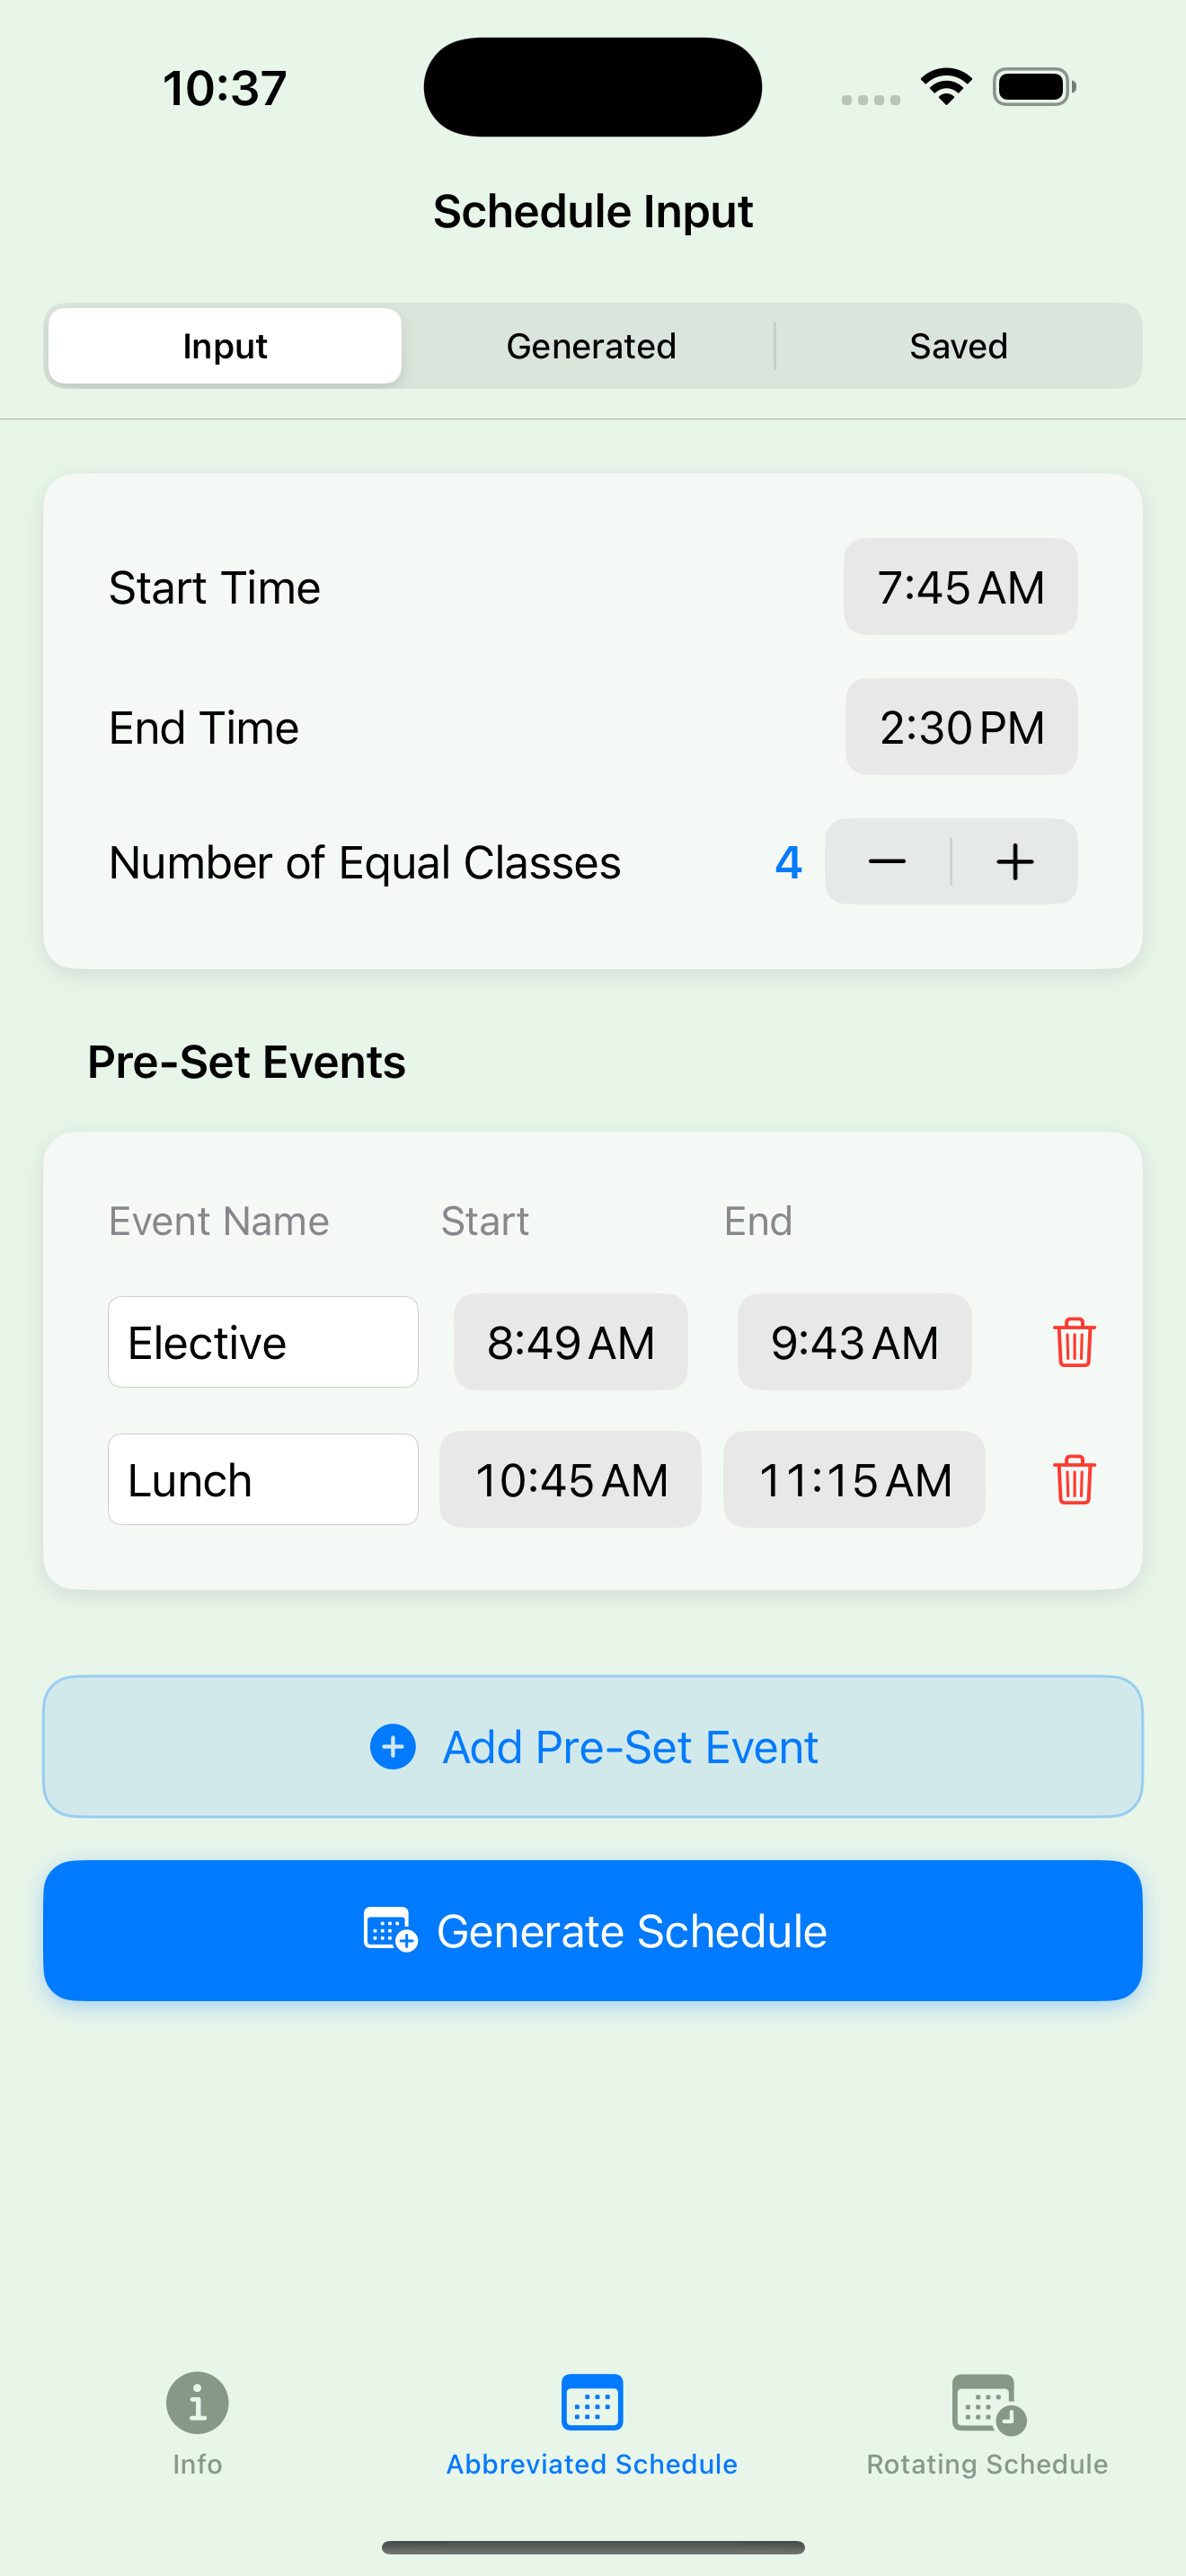 10:37
Schedule Input
Input Generated Saved
Start Time 7:45 AM
End Time 2:30 PM
Number of Equal Classes 4 − +
Pre-Set Events
Event Name Start End
Elective 8:49 AM 9:43 AM
Lunch 10:45 AM 11:15 AM
Add Pre-Set Event
Generate Schedule
Info Abbreviated Schedule Rotating Schedule